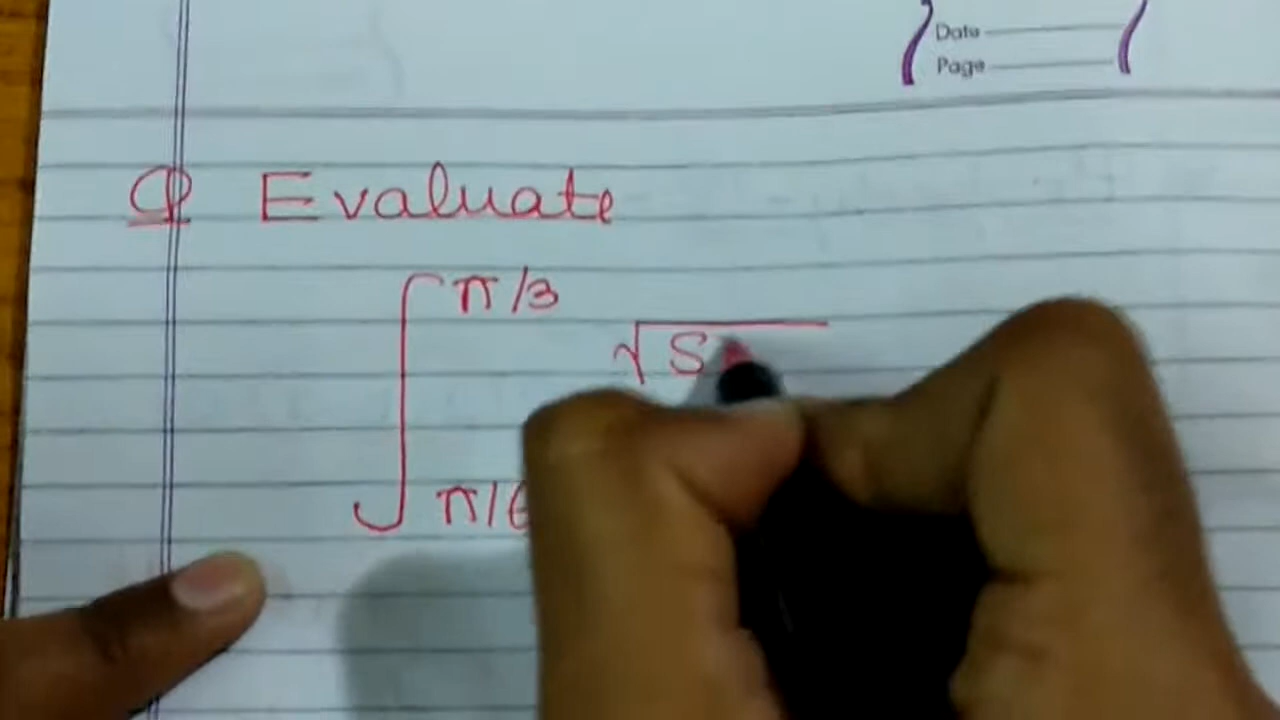 Date
Page
Q Evaluate
∫ π/3
√S
π/6